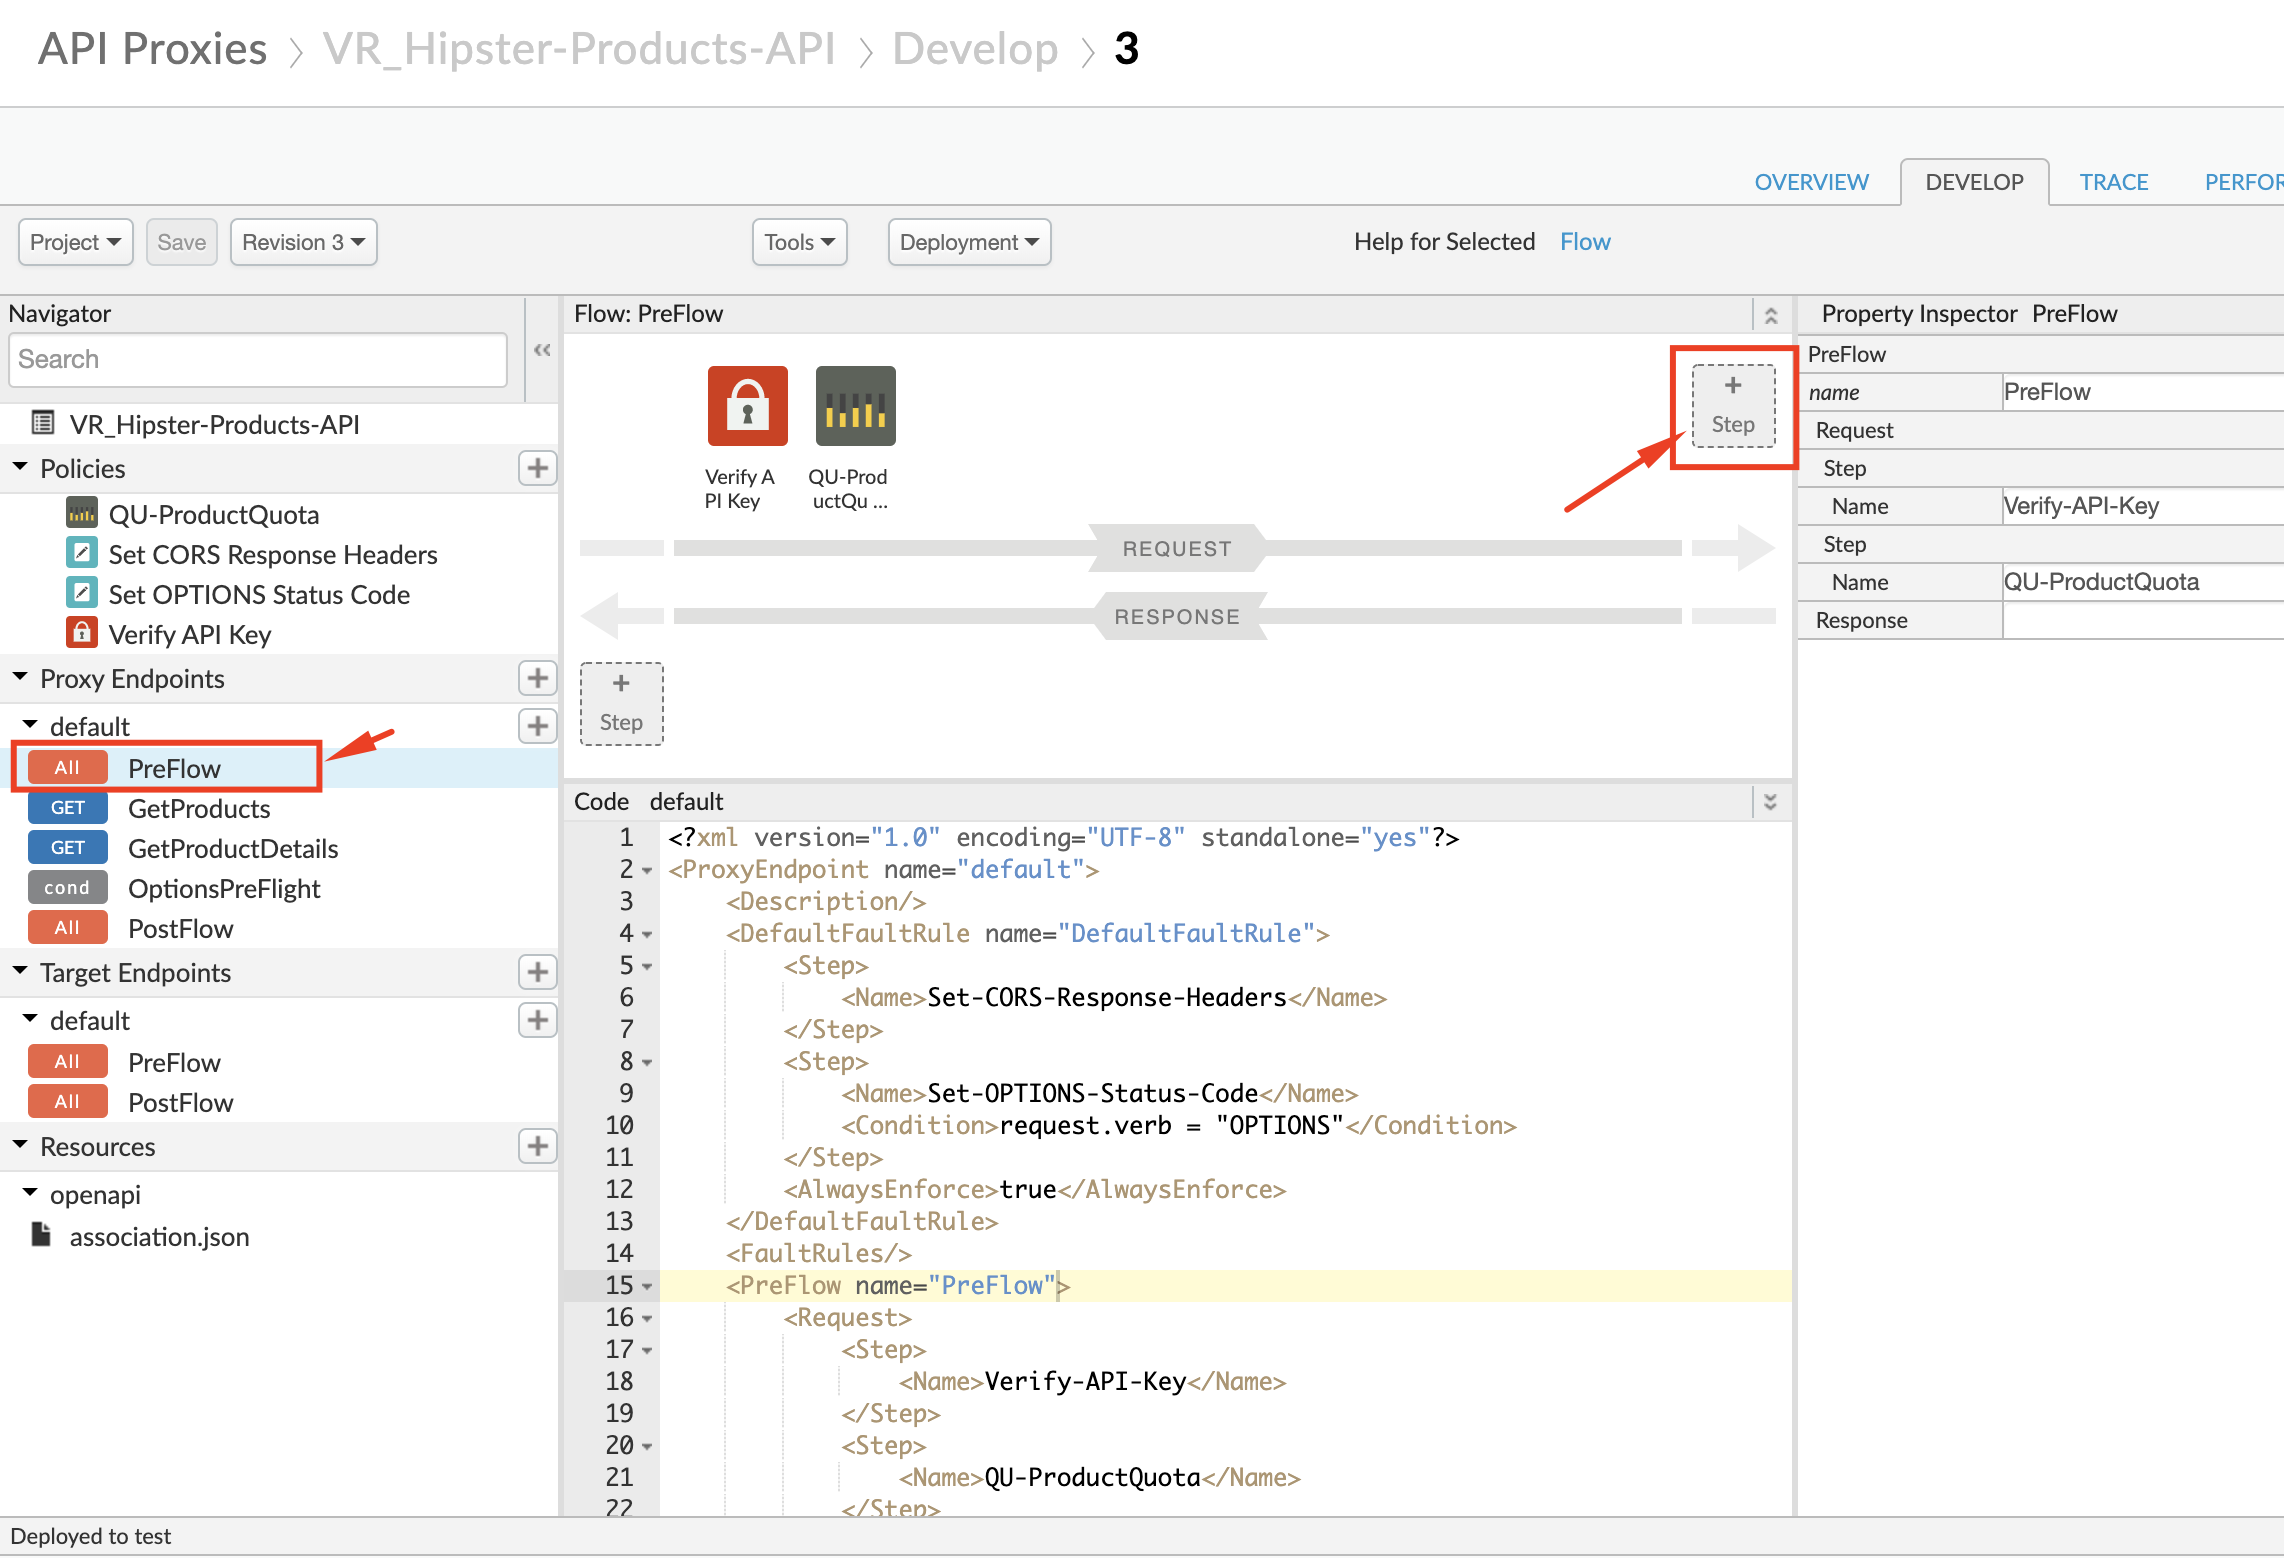 API Proxies > VR_Hipster-Products-API > Develop > 3
OVERVIEW DEVELOP TRACE PERFOR
Project Save Revision 3 Tools Deployment Help for Selected Flow
Navigator
Search
VR_Hipster-Products-API
Policies
QU-ProductQuota
Set CORS Response Headers
Set OPTIONS Status Code
Verify API Key
Proxy Endpoints
default
All PreFlow
GET GetProducts
GET GetProductDetails
cond OptionsPreFlight
All PostFlow
Target Endpoints
default
All PreFlow
All PostFlow
Resources
openapi
association.json
Flow: PreFlow
+
Step
Verify A
PI Key
QU-Prod
uctQu ...
REQUEST
RESPONSE
+
Step
Code default
1 <?xml version="1.0" encoding="UTF-8" standalone="yes"?>
2 <ProxyEndpoint name="default">
3 <Description/>
4 <DefaultFaultRule name="DefaultFaultRule">
5 <Step>
6 <Name>Set-CORS-Response-Headers</Name>
7 </Step>
8 <Step>
9 <Name>Set-OPTIONS-Status-Code</Name>
10 <Condition>request.verb = "OPTIONS"</Condition>
11 </Step>
12 <AlwaysEnforce>true</AlwaysEnforce>
13 </DefaultFaultRule>
14 <FaultRules/>
15 <PreFlow name="PreFlow">
16 <Request>
17 <Step>
18 <Name>Verify-API-Key</Name>
19 </Step>
20 <Step>
21 <Name>QU-ProductQuota</Name>
22 </Step>
Property Inspector PreFlow
PreFlow
name PreFlow
Request
Step
Name Verify-API-Key
Step
Name QU-ProductQuota
Response
Deployed to test